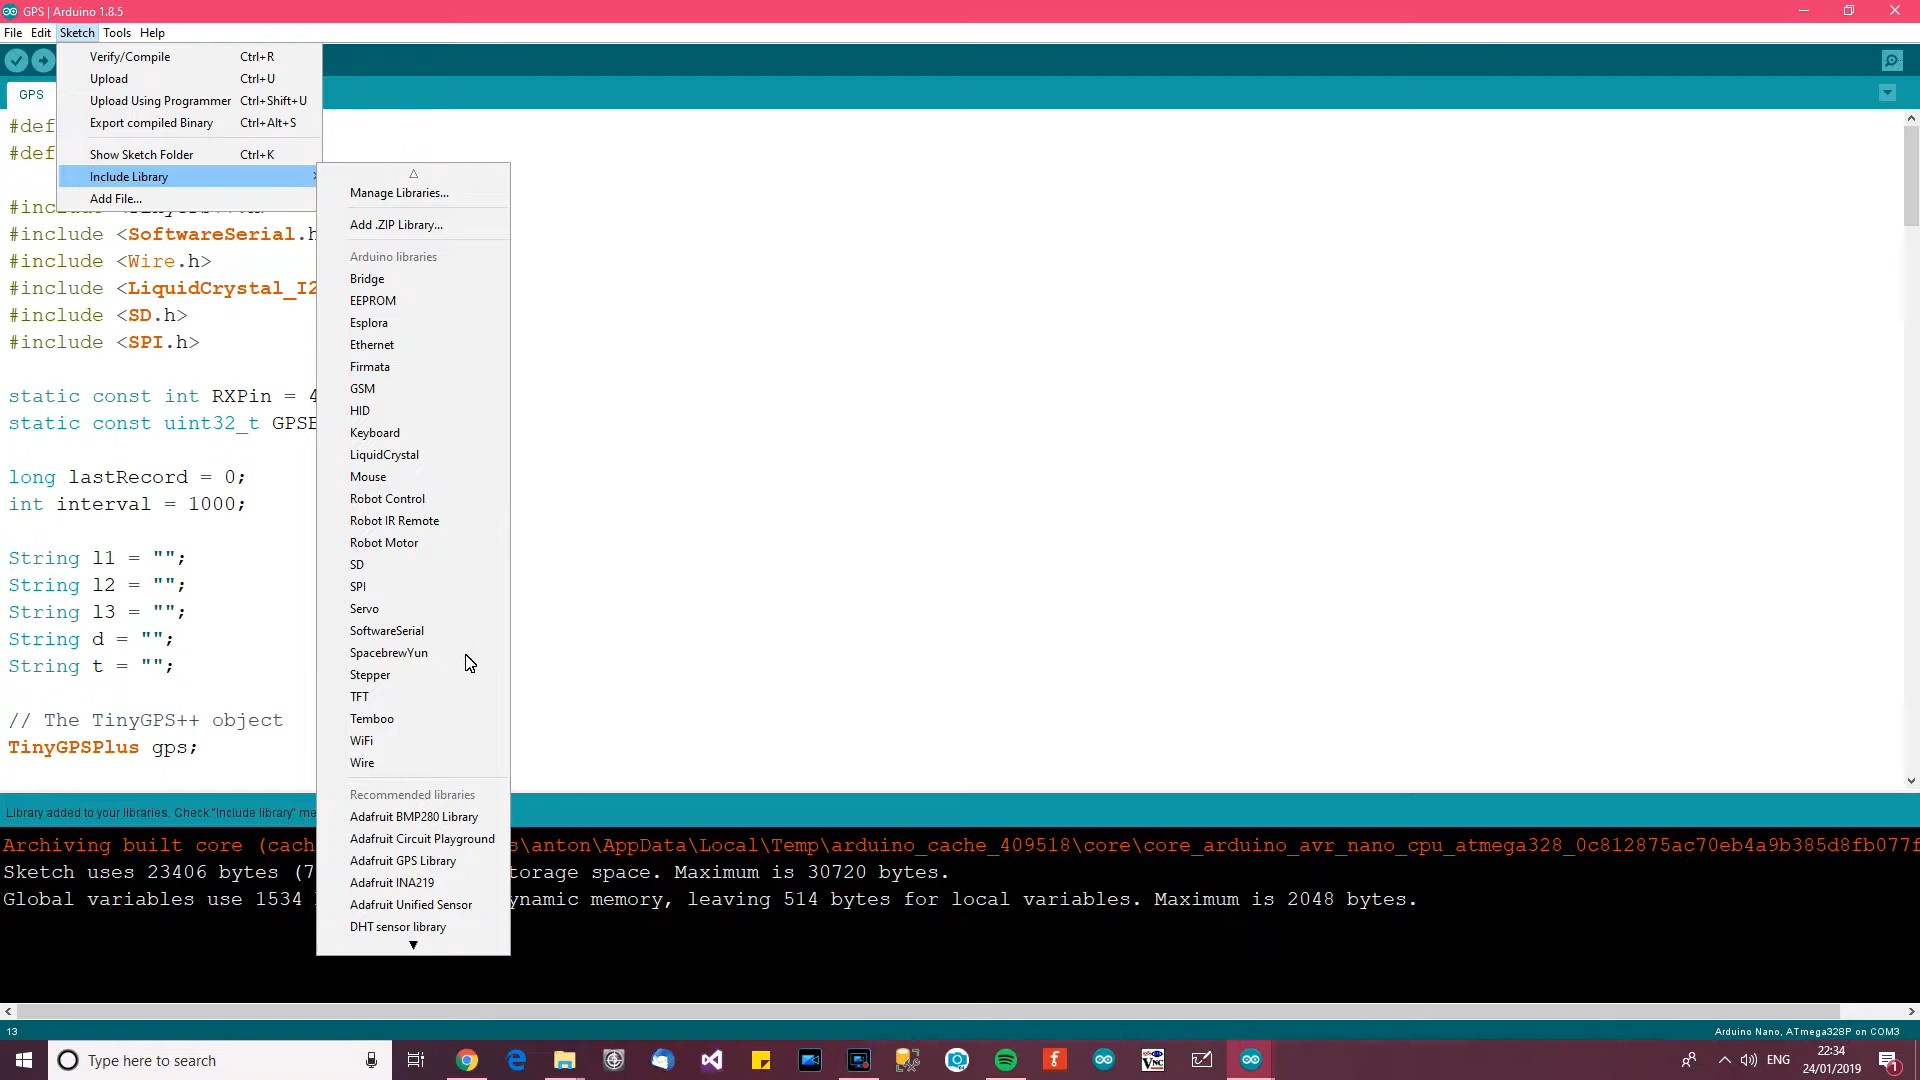 GPS | Arduino 1.8.5
File Edit Sketch Tools Help
Verify/Compile Ctrl+R
Upload Ctrl+U
Upload Using Programmer Ctrl+Shift+U
Export compiled Binary Ctrl+Alt+S
Show Sketch Folder Ctrl+K
Include Library
Add File...
GPS
#def
#def
#include
#include <SoftwareSerial.h
#include <Wire.h>
#include <LiquidCrystal_I2
#include <SD.h>
#include <SPI.h>
static const int RXPin = 4
static const uint32_t GPSB
long lastRecord = 0;
int interval = 1000;
String l1 = "";
String l2 = "";
String l3 = "";
String d = "";
String t = "";
// The TinyGPS++ object
TinyGPSPlus gps;
Manage Libraries...
Add .ZIP Library...
Arduino libraries
Bridge
EEPROM
Esplora
Ethernet
Firmata
GSM
HID
Keyboard
LiquidCrystal
Mouse
Robot Control
Robot IR Remote
Robot Motor
SD
SPI
Servo
SoftwareSerial
SpacebrewYun
Stepper
TFT
Temboo
WiFi
Wire
Recommended libraries
Adafruit BMP280 Library
Adafruit Circuit Playground
Adafruit GPS Library
Adafruit INA219
Adafruit Unified Sensor
DHT sensor library
Library added to your libraries. Check "Include library" me
Archiving built core (cach s\anton\AppData\Local\Temp\arduino_cache_409518\core\core_arduino_avr_nano_cpu_atmega328_0c812875ac70eb4a9b385d8fb077f
Sketch uses 23406 bytes (7 torage space. Maximum is 30720 bytes.
Global variables use 1534 ynamic memory, leaving 514 bytes for local variables. Maximum is 2048 bytes.
13
Arduino Nano, ATmega328P on COM3
Type here to search
ENG
22:34
24/01/2019
1